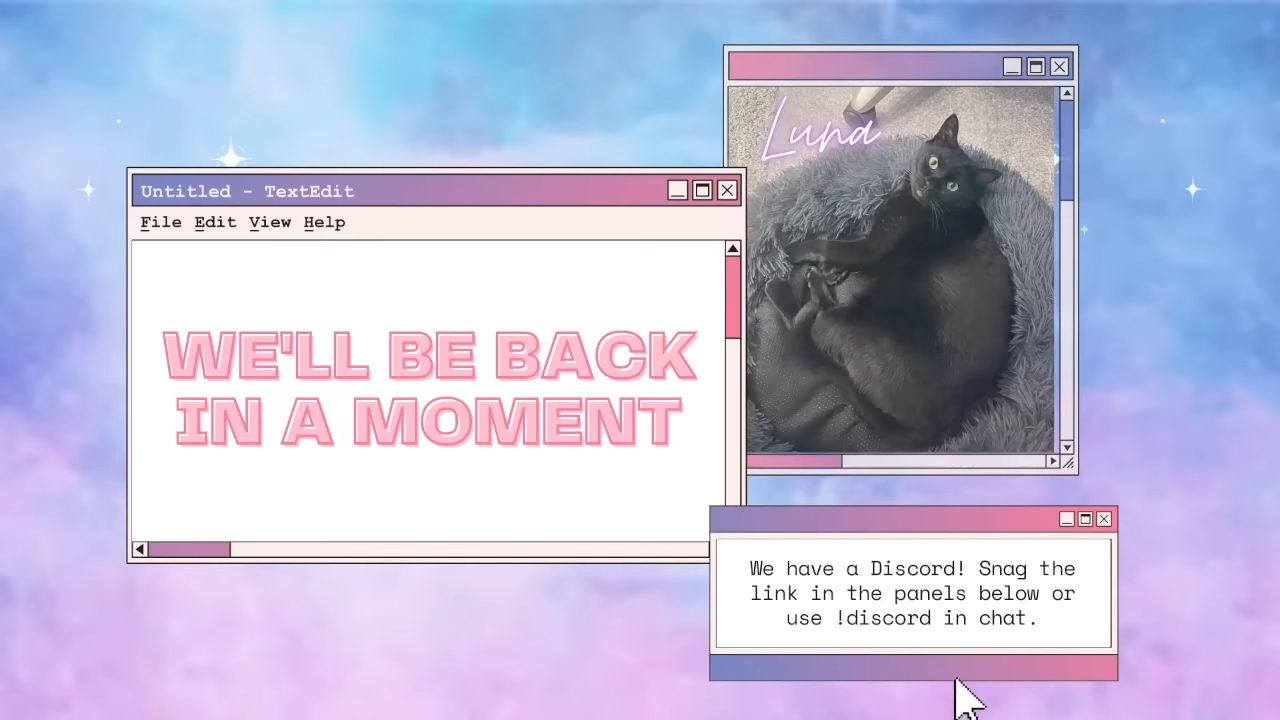 Luna
Untitled - TextEdit
File Edit View Help
WE'LL BE BACK
IN A MOMENT
We have a Discord! Snag the
link in the panels below or
use !discord in chat.